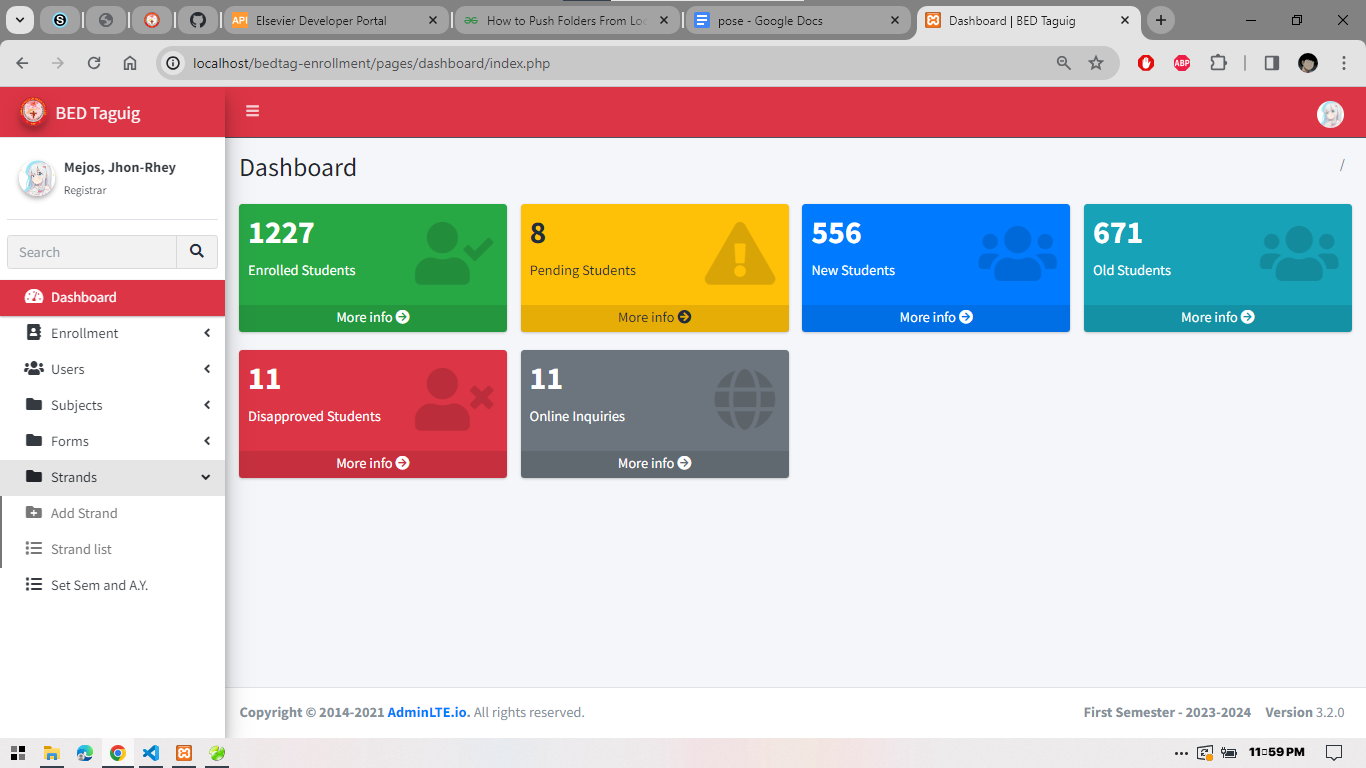 API Elsevier Developer Portal
How to Push Folders From Loc
pose - Google Docs
Dashboard | BED Taguig
localhost/bedtag-enrollment/pages/dashboard/index.php
ABP
BED Taguig
Mejos, Jhon-Rhey
Registrar
Search
Dashboard
Enrollment
Users
Subjects
Forms
Strands
Add Strand
Strand list
Set Sem and A.Y.
Dashboard
/
1227
Enrolled Students
More info
8
Pending Students
More info
556
New Students
More info
671
Old Students
More info
11
Disapproved Students
More info
11
Online Inquiries
More info
Copyright © 2014-2021 AdminLTE.io. All rights reserved.
First Semester - 2023-2024 Version 3.2.0
11▯59 PM